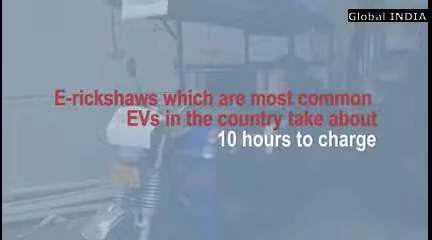 Global INDIA
E-rickshaws which are most common
EVs in the country take about
10 hours to charge